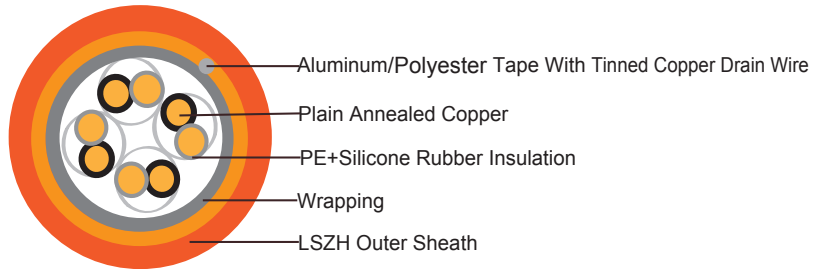 Aluminum/Polyester Tape With Tinned Copper Drain Wire
Plain Annealed Copper
PE+Silicone Rubber Insulation
Wrapping
LSZH Outer Sheath